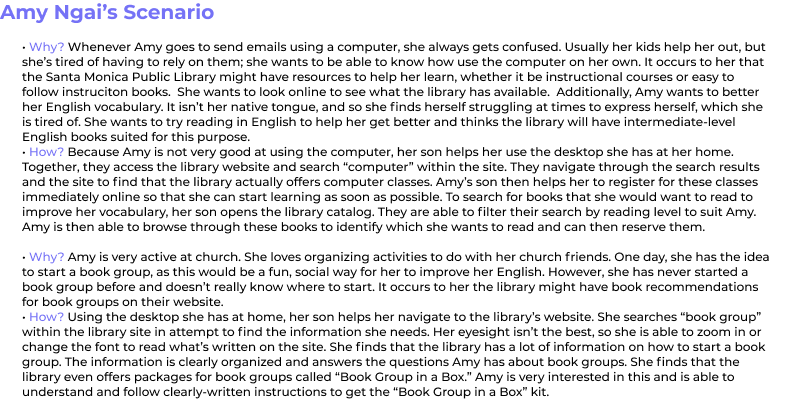 Amy Ngai's Scenario
• Why? Whenever Amy goes to send emails using a computer, she always gets confused. Usually her kids help her out, but
she's tired of having to rely on them; she wants to be able to know how use the computer on her own. It occurs to her that
the Santa Monica Public Library might have resources to help her learn, whether it be instructional courses or easy to
follow instruciton books.  She wants to look online to see what the library has available.  Additionally, Amy wants to better
her English vocabulary. It isn't her native tongue, and so she finds herself struggling at times to express herself, which she
is tired of. She wants to try reading in English to help her get better and thinks the library will have intermediate-level
English books suited for this purpose.
• How? Because Amy is not very good at using the computer, her son helps her use the desktop she has at her home.
Together, they access the library website and search “computer” within the site. They navigate through the search results
and the site to find that the library actually offers computer classes. Amy's son then helps her to register for these classes
immediately online so that she can start learning as soon as possible. To search for books that she would want to read to
improve her vocabulary, her son opens the library catalog. They are able to filter their search by reading level to suit Amy.
Amy is then able to browse through these books to identify which she wants to read and can then reserve them.
• Why? Amy is very active at church. She loves organizing activities to do with her church friends. One day, she has the idea
to start a book group, as this would be a fun, social way for her to improve her English. However, she has never started a
book group before and doesn't really know where to start. It occurs to her the library might have book recommendations
for book groups on their website.
• How? Using the desktop she has at home, her son helps her navigate to the library's website. She searches “book group”
within the library site in attempt to find the information she needs. Her eyesight isn't the best, so she is able to zoom in or
change the font to read what's written on the site. She finds that the library has a lot of information on how to start a book
group. The information is clearly organized and answers the questions Amy has about book groups. She finds that the
library even offers packages for book groups called “Book Group in a Box.” Amy is very interested in this and is able to
understand and follow clearly-written instructions to get the “Book Group in a Box” kit.